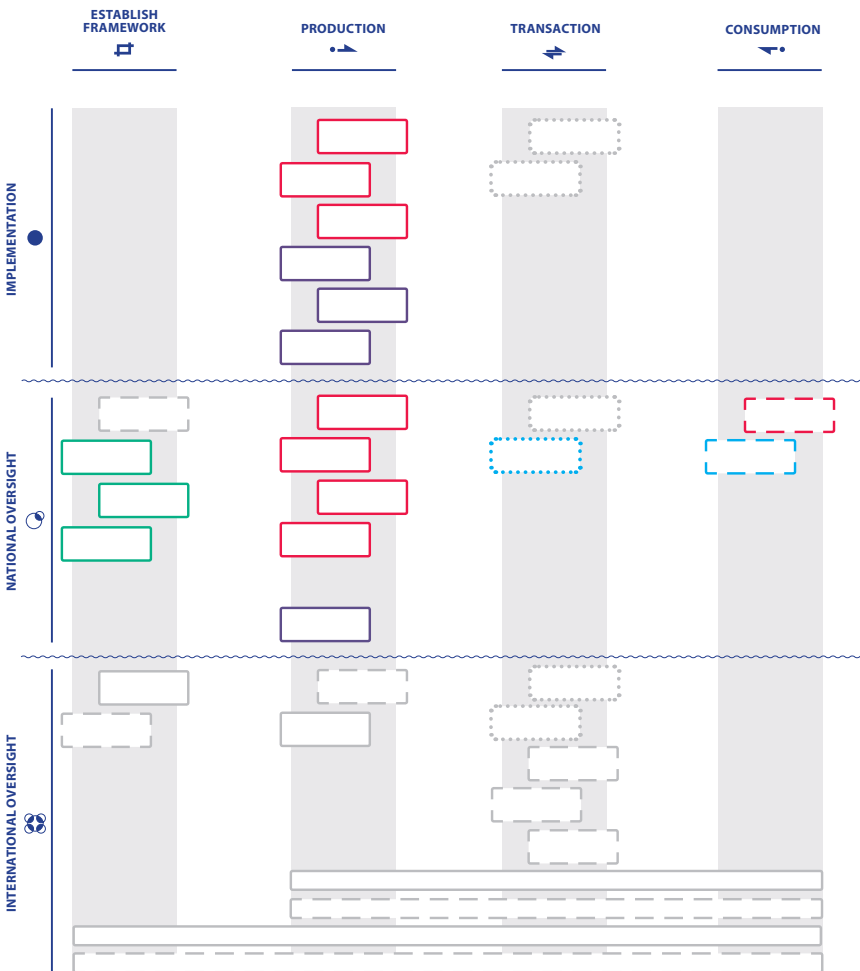 ESTABLISH
FRAMEWORK
PRODUCTION
TRANSACTION
CONSUMPTION
IMPLEMENTATION
NATIONAL OVERSIGHT
INTERNATIONAL OVERSIGHT